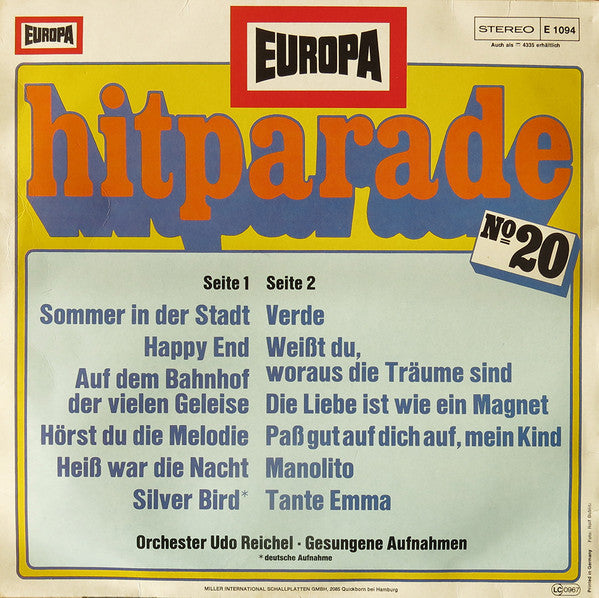 EUROPA
EUROPA
STEREO E 1094
Auch als 4335 erhältlich
hitparade
No 20
Seite 1
Sommer in der Stadt
Happy End
Auf dem Bahnhof
der vielen Geleise
Hörst du die Melodie
Heiß war die Nacht
Silver Bird*
Seite 2
Verde
Weißt du,
woraus die Träume sind
Die Liebe ist wie ein Magnet
Paß gut auf dich auf, mein Kind
Manolito
Tante Emma
Orchester Udo Reichel · Gesungene Aufnahmen
*deutsche Aufnahme
MILLER INTERNATIONAL SCHALLPLATTEN GMBH, 2085 Quickborn bei Hamburg
LC 0967
Printed in Germany